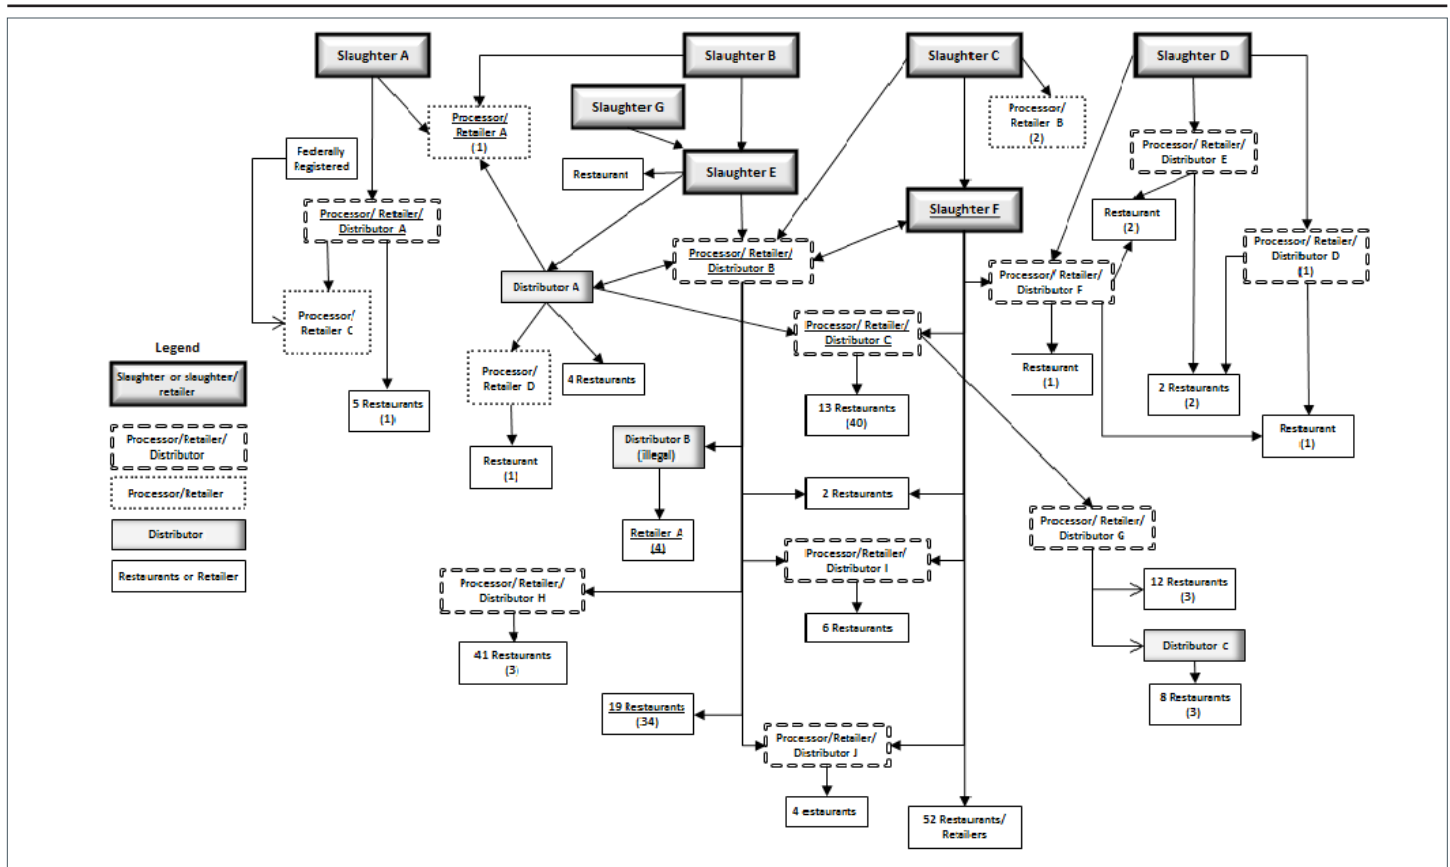 Slaughter A
Slaughter B
Slaughter C
Slaughter D
Slaughter G
Processor/
Retailer A
(1)
Processor/
Retailer B
(2)
Federally
Registered
Restaurant
Slaughter E
Processor/ Retailer/
Distributor E
Processor/ Retailer/
Distributor A
Slaughter F
Restaurant
(2)
Processor/ Retailer/
Distributor B
Processor/ Retailer/
Distributor D
(1)
Distributor A
Processor/ Retailer/
Distributor F
Processor/
Retailer C
Processor/ Retailer/
Distributor C
Legend
Slaughter or slaughter/
retailer
Processor/
Retailer D
4 Restaurants
Restaurant
(1)
2 Restaurants
(2)
5 Restaurants
(1)
13 Restaurants
(40)
Restaurant
(1)
Processor/Retailer/
Distributor
Distributor B
(illegal)
Restaurant
(1)
Processor/Retailer
2 Restaurants
Distributor
Retailer A
(4)
Processor/ Retailer/
Distributor G
Restaurants or Retailer
Processor/ Retailer/
Distributor H
Processor/Retailer/
Distributor I
12 Restaurants
(3)
41 Restaurants
(3)
6 Restaurants
Distributor C
19 Restaurants
(34)
8 Restaurants
(3)
Processor/Retailer/
Distributor J
4 estaurants
52 Restaurants/
Retailers